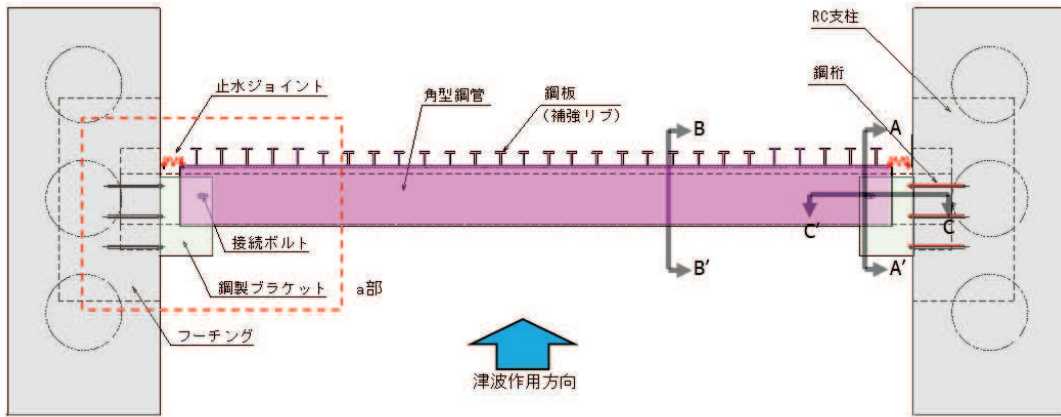 RC支柱
鋼桁
止水ジョイント
角型鋼管
鋼板
(補強リブ)
B
A
C'
C
接続ボルト
B'
A'
鋼製ブラケット
a部
フーチング
津波作用方向